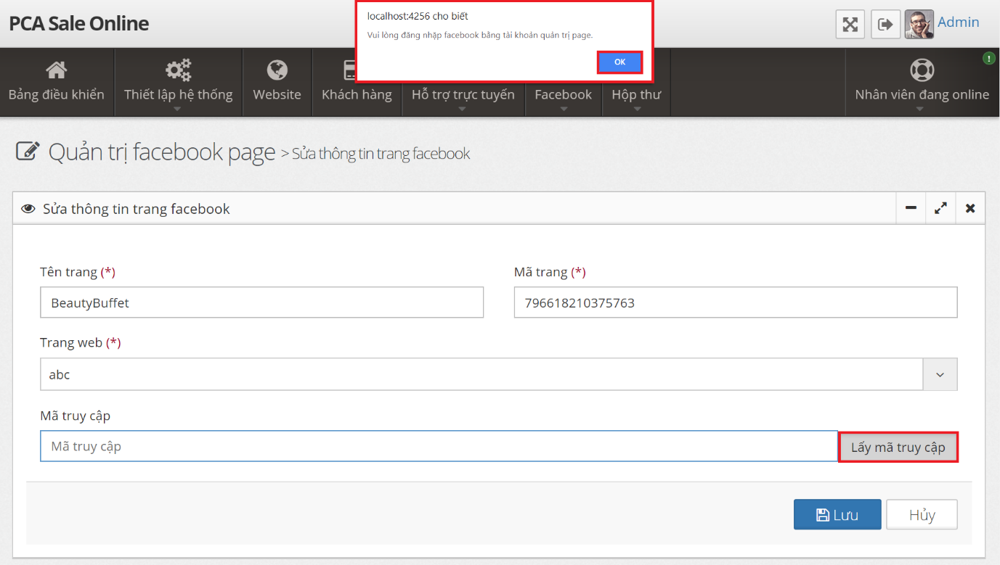 PCA Sale Online
localhost:4256 cho biết
Vui lòng đăng nhập facebook bằng tài khoản quản trị page.
OK
Admin
Bảng điều khiển
Thiết lập hệ thống
Website
Khách hàng
Hỗ trợ trực tuyến
Facebook
Hộp thư
Nhân viên đang online
Quản trị facebook page > Sửa thông tin trang facebook
Sửa thông tin trang facebook
Tên trang (*)
Mã trang (*)
BeautyBuffet
796618210375763
Trang web (*)
abc
Mã truy cập
Mã truy cập
Lấy mã truy cập
Lưu
Hủy